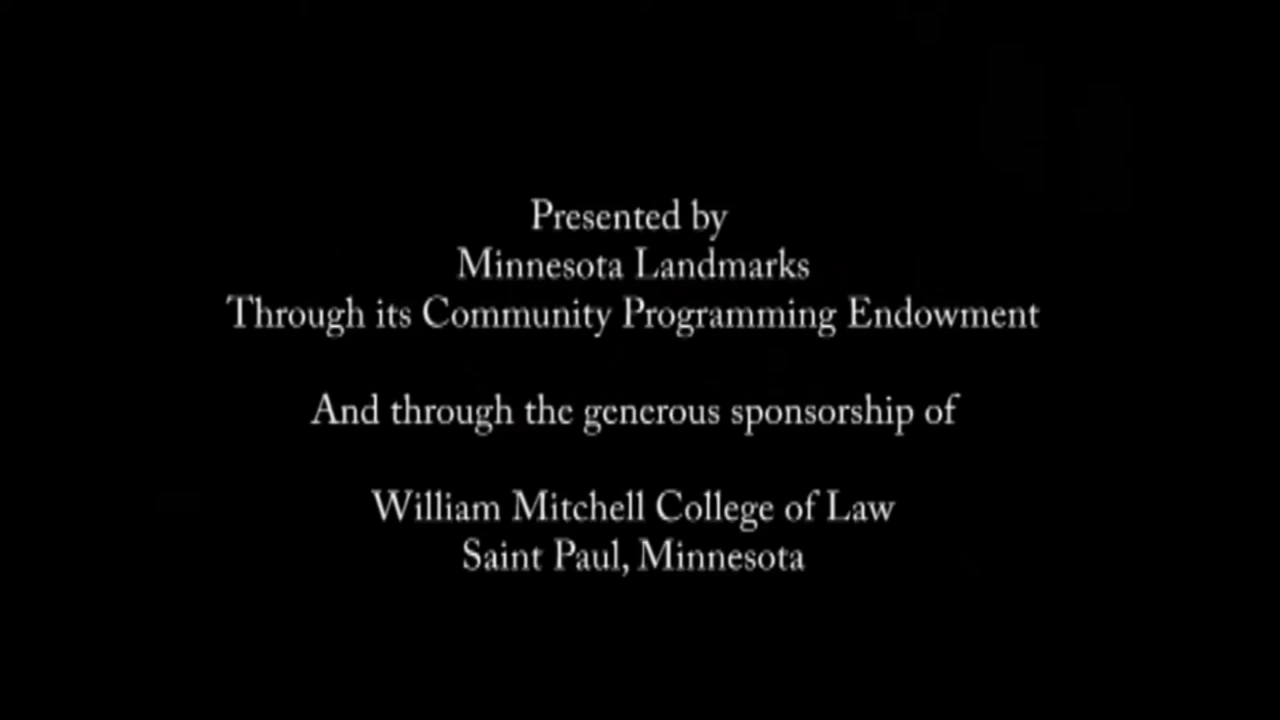 Presented by
Minnesota Landmarks
Through its Community Programming Endowment
And through the generous sponsorship of
William Mitchell College of Law
Saint Paul, Minnesota